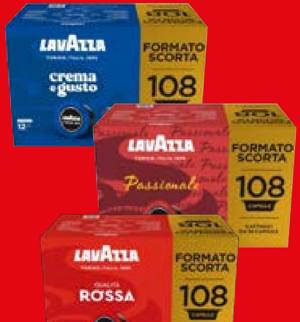 LAVAZZA
TORINO, ITALIA, 1895
crema
e gusto
12
FORMATO
SCORTA
108
LAVAZZA
TORINO, ITALIA, 1895
Passionale
FORMATO
SCORTA
108
CAPSULE
LAVAZZA
TORINO, ITALIA, 1895
QUALITÀ
ROSSA
FORMATO
SCORTA
108
CAPSULE